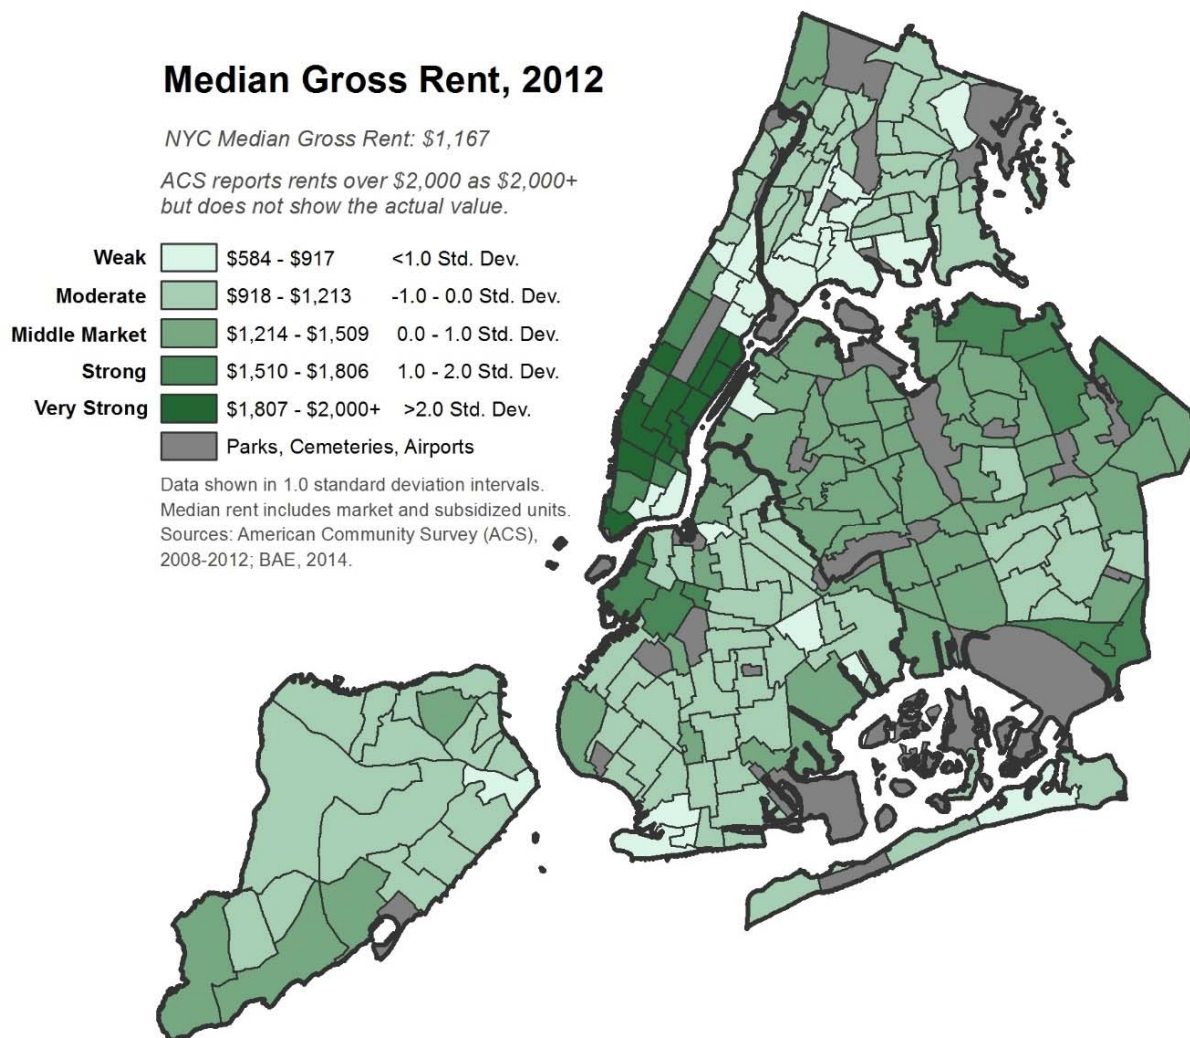 Median Gross Rent, 2012
NYC Median Gross Rent: $1,167
ACS reports rents over $2,000 as $2,000+
but does not show the actual value.
Weak $584 - $917 <1.0 Std. Dev.
Moderate $918 - $1,213 -1.0 - 0.0 Std. Dev.
Middle Market $1,214 - $1,509 0.0 - 1.0 Std. Dev.
Strong $1,510 - $1,806 1.0 - 2.0 Std. Dev.
Very Strong $1,807 - $2,000+ >2.0 Std. Dev.
Parks, Cemeteries, Airports
Data shown in 1.0 standard deviation intervals.
Median rent includes market and subsidized units.
Sources: American Community Survey (ACS),
2008-2012; BAE, 2014.